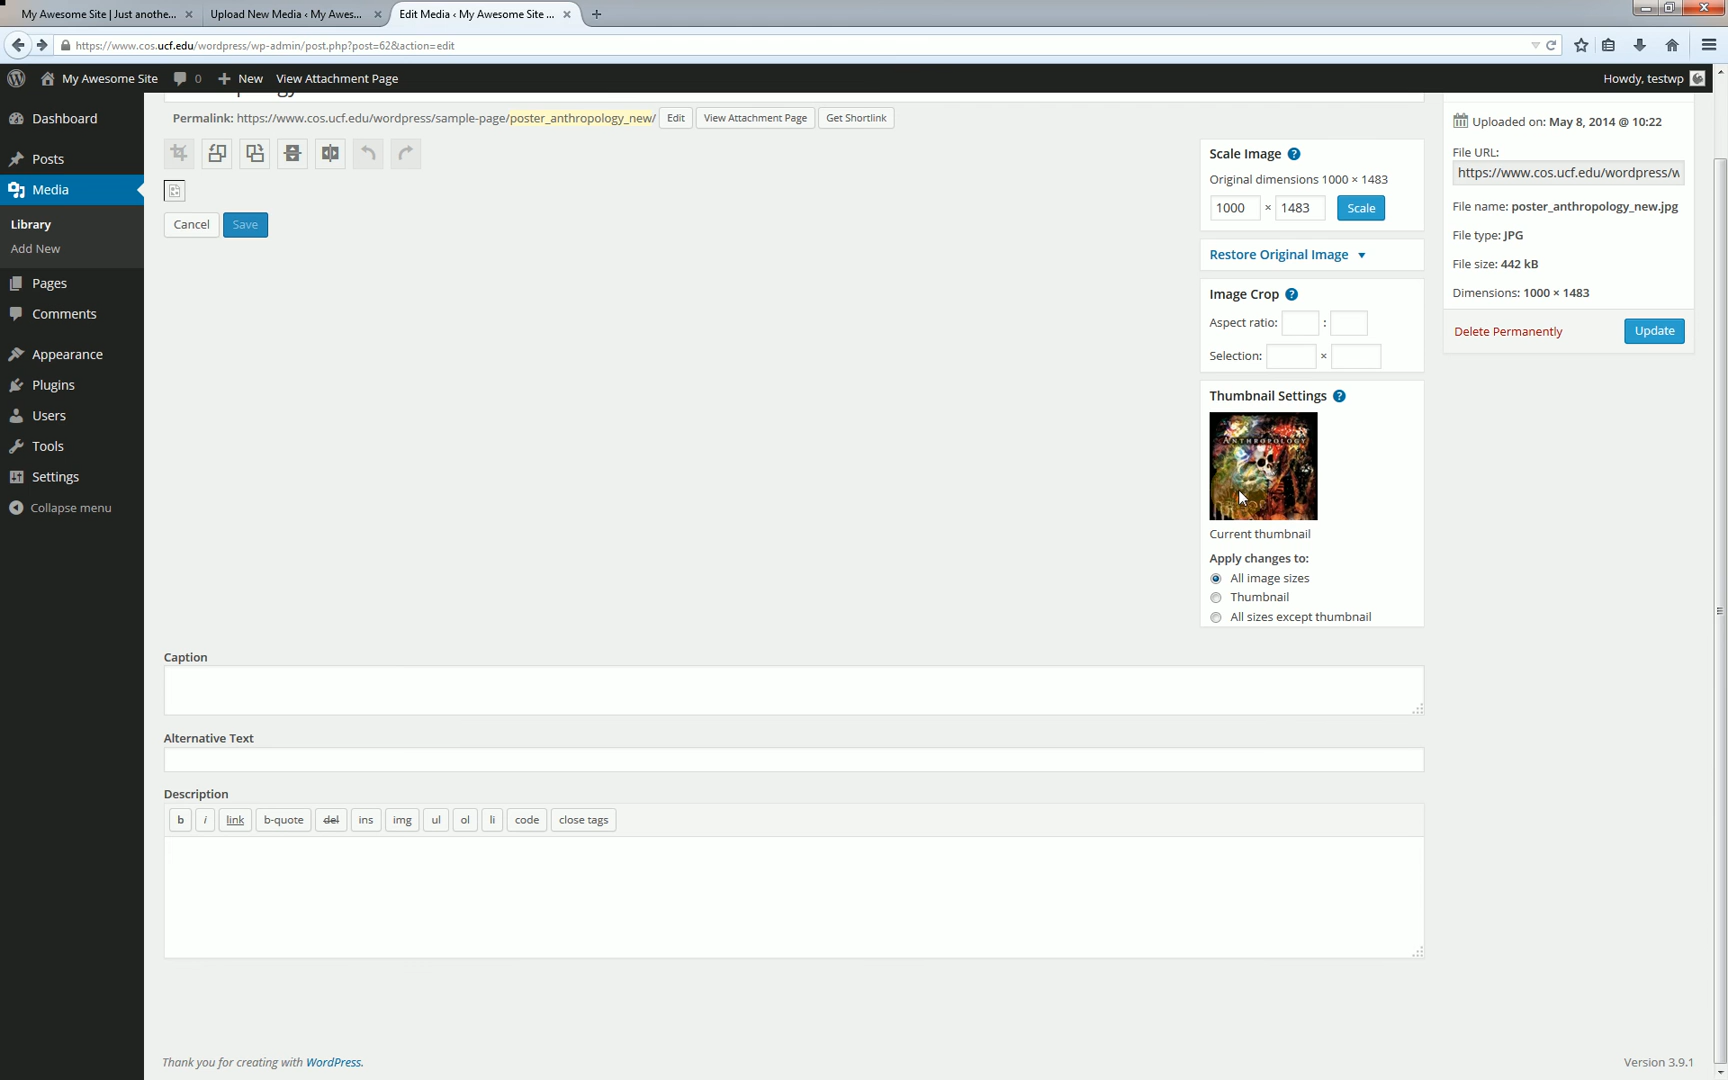 My Awesome Site | Just anothe...
Upload New Media ‹ My Awes...
Edit Media ‹ My Awesome Site ...
https://www.cos.ucf.edu/wordpress/wp-admin/post.php?post=62&action=edit
My Awesome Site
0
New
View Attachment Page
Howdy, testwp
Dashboard
Posts
Media
Library
Add New
Pages
Comments
Appearance
Plugins
Users
Tools
Settings
Collapse menu
Permalink: https://www.cos.ucf.edu/wordpress/sample-page/poster_anthropology_new/
Edit
View Attachment Page
Get Shortlink
Cancel
Save
Scale Image ?
Original dimensions 1000 × 1483
1000 × 1483 Scale
Restore Original Image
Image Crop ?
Aspect ratio: :
Selection: ×
Thumbnail Settings ?
ANTHROPOLOGY
Current thumbnail
Apply changes to:
All image sizes
Thumbnail
All sizes except thumbnail
Uploaded on: May 8, 2014 @ 10:22
File URL:
https://www.cos.ucf.edu/wordpress/w
File name: poster_anthropology_new.jpg
File type: JPG
File size: 442 kB
Dimensions: 1000 × 1483
Delete Permanently
Update
Caption
Alternative Text
Description
b i link b-quote del ins img ul ol li code close tags
Thank you for creating with WordPress.
Version 3.9.1